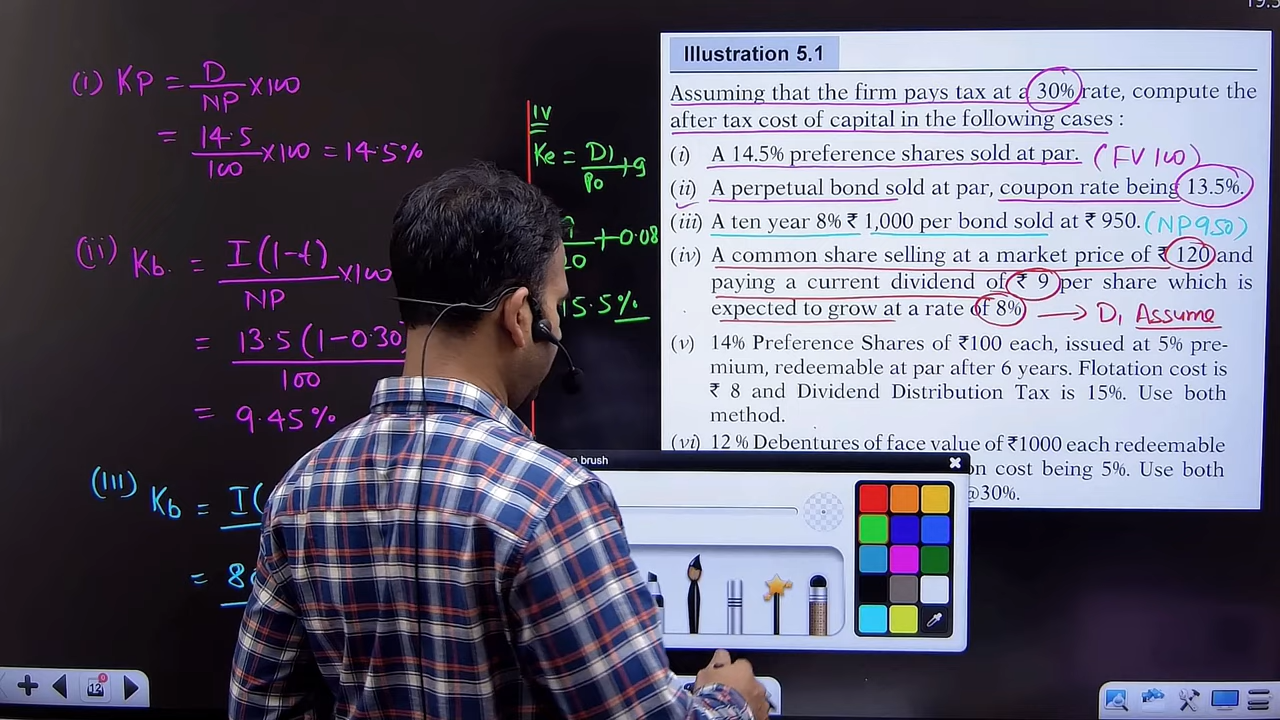 (i) KP = D/NP ×100
= 14.5/100 ×100 = 14.5%
(ii) Kb. = I(1-t)/NP ×100
= 13.5(1-0.30)/100
= 9.45%
(III) Kb = I(
= 8
IV
Ke = D1/P0 +g
+0.08
15.5%
Illustration 5.1
Assuming that the firm pays tax at a 30% rate, compute the
after tax cost of capital in the following cases :
(i) A 14.5% preference shares sold at par. (FV 100)
(ii) A perpetual bond sold at par, coupon rate being 13.5%.
(iii) A ten year 8% ₹ 1,000 per bond sold at ₹ 950. (NP 950)
(iv) A common share selling at a market price of ₹ 120 and
paying a current dividend of ₹ 9 per share which is
expected to grow at a rate of 8% → D1 Assume
(v) 14% Preference Shares of ₹100 each, issued at 5% pre-
mium, redeemable at par after 6 years. Flotation cost is
₹ 8 and Dividend Distribution Tax is 15%. Use both
method.
(vi) 12 % Debentures of face value of ₹1000 each redeemable
cost being 5%. Use both
@30%.
brush
12